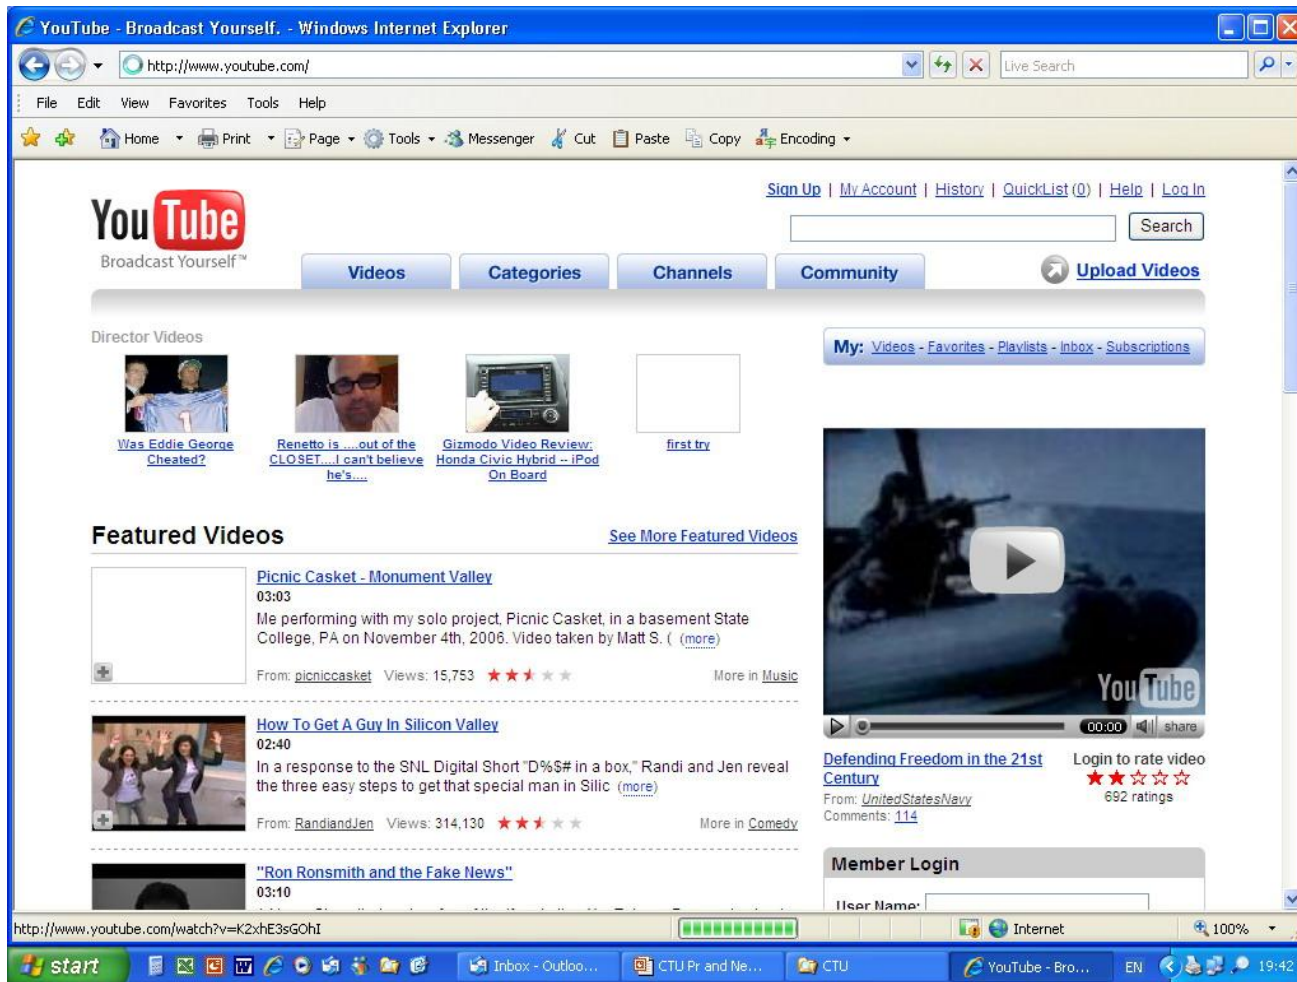 YouTube - Broadcast Yourself. - Windows Internet Explorer
http://www.youtube.com/
Live Search
File Edit View Favorites Tools Help
Home Print Page Tools Messenger Cut Paste Copy Encoding
Sign Up | My Account | History | QuickList (0) | Help | Log In
You Tube
Search
Broadcast Yourself™
Videos Categories Channels Community Upload Videos
Director Videos
My: Videos - Favorites - Playlists - Inbox - Subscriptions
Was Eddie George
Cheated?
Renetto is ....out of the
CLOSET....I can't believe
he's....
Gizmodo Video Review:
Honda Civic Hybrid -- iPod
On Board
first try
Featured Videos
See More Featured Videos
Picnic Casket - Monument Valley
03:03
Me performing with my solo project, Picnic Casket, in a basement State
College, PA on November 4th, 2006. Video taken by Matt S. ( (more)
From: picniccasket Views: 15,753 More in Music
How To Get A Guy In Silicon Valley
02:40
In a response to the SNL Digital Short "D%$# in a box," Randi and Jen reveal
the three easy steps to get that special man in Silic (more)
From: RandiandJen Views: 314,130 More in Comedy
"Ron Ronsmith and the Fake News"
03:10
You Tube
00:00 share
Defending Freedom in the 21st
Century
From: UnitedStatesNavy
Comments: 114
Login to rate video
692 ratings
Member Login
User Name:
http://www.youtube.com/watch?v=K2xhE3sGOhI
Internet
100%
start
Inbox - Outloo...
CTU Pr and Ne...
CTU
YouTube - Bro...
EN
19:42